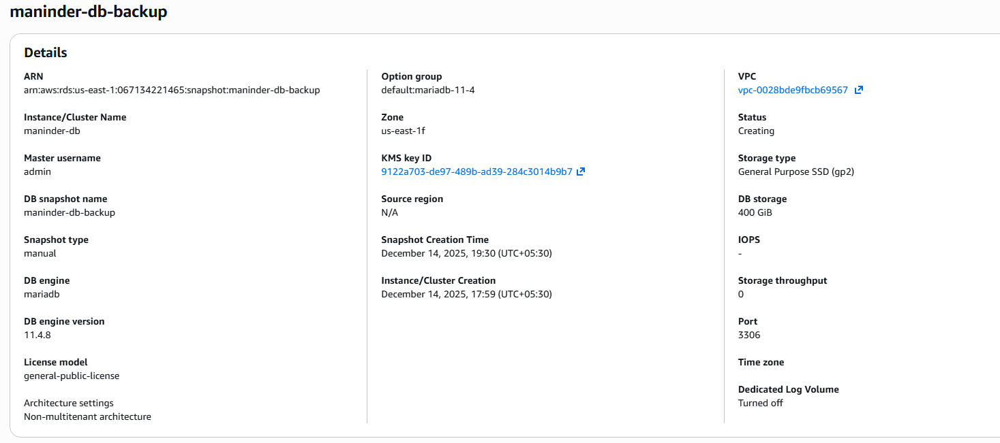 maninder-db-backup
Details
ARN
arn:aws:rds:us-east-1:067134221465:snapshot:maninder-db-backup
Instance/Cluster Name
maninder-db
Master username
admin
DB snapshot name
maninder-db-backup
Snapshot type
manual
DB engine
mariadb
DB engine version
11.4.8
License model
general-public-license
Architecture settings
Non-multitenant architecture
Option group
default:mariadb-11-4
Zone
us-east-1f
KMS key ID
9122a703-de97-489b-ad39-284c3014b9b7
Source region
N/A
Snapshot Creation Time
December 14, 2025, 19:30 (UTC+05:30)
Instance/Cluster Creation
December 14, 2025, 17:59 (UTC+05:30)
VPC
vpc-0028bde9fbcb69567
Status
Creating
Storage type
General Purpose SSD (gp2)
DB storage
400 GiB
IOPS
-
Storage throughput
0
Port
3306
Time zone
Dedicated Log Volume
Turned off